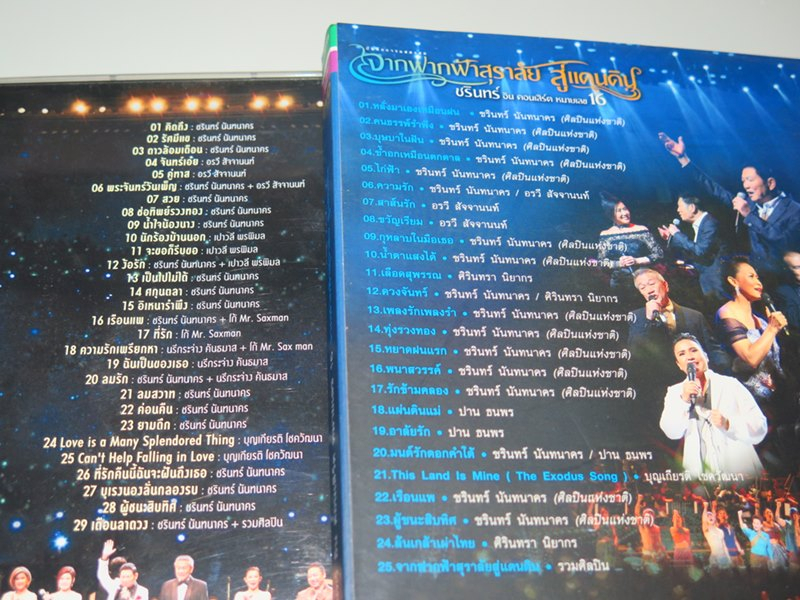 01 คิดถึง : ชรินทร์ นันทนาคร
02 รัศมีแข : ชรินทร์ นันทนาคร
03 ดาวล้อมเดือน : ชรินทร์ นันทนาคร
04 จันทร์เอ๋ย : ชรินทร์ นันทนาคร + อรวี สัจจานนท์
05 คู่ทาส : ชรินทร์ นันทนาคร
06 พระจันทร์วันเพ็ญ : ชรินทร์ นันทนาคร + อรวี สัจจานนท์
07 สวย : ชรินทร์ นันทนาคร
08 ช่อทิพย์รวงทอง : ชรินทร์ นันทนาคร
09 น้ำใจน้องนาง : ชรินทร์ นันทนาคร
10 นักร้องบ้านนอก : เปาวลี พรพิมล
11 จะขอก็รีบขอ : เปาวลี พรพิมล
12 ง้อรัก : ชรินทร์ นันทนาคร + เปาวลี พรพิมล
13 เป็นไปไม่ได้ : ชรินทร์ นันทนาคร
14 ศกุนตลา : ชรินทร์ นันทนาคร
15 อิเหนารำพึง : ชรินทร์ นันทนาคร
16 เรือนแพ : ชรินทร์ นันทนาคร + โก้ Mr. Saxman
17 ที่รัก : โก้ Mr. Saxman
18 ความรักเพรียกหา : นรีกระจ่าง คันธมาส + โก้ Mr. Sax man
19 ฉันเป็นของเธอ : นรีกระจ่าง คันธมาส
20 ลมรัก : ชรินทร์ นันทนาคร + นรีกระจ่าง คันธมาส
21 ลมสวาท : ชรินทร์ นันทนาคร
22 ค่อนคืน : ชรินทร์ นันทนาคร
23 ยามดึก : ชรินทร์ นันทนาคร
24 Love is a Many Splendored Thing : บุญเกียรติ โชควัฒนา
25 Can't Help Falling in Love : บุญเกียรติ โชควัฒนา
26 ที่รักคืนนี้ฉันจะฝันถึงเธอ : ชรินทร์ นันทนาคร
27 บุเรงนองลั่นกลองรบ : ชรินทร์ นันทนาคร
28 ผู้ชนะสิบทิศ : ชรินทร์ นันทนาคร
29 เดือนลาดวง : ชรินทร์ นันทนาคร + รวมศิลปิน
จากฟากฟ้าสุราลัย สู่แดนดิน
ชรินทร์ อิน คอนเสิร์ต หมายเลข 16
01.หลั่งมาเองเหมือนฝน • ชรินทร์ นันทนาคร (ศิลปินแห่งชาติ)
02.คนธรรพ์รำพึง • ชรินทร์ นันทนาคร (ศิลปินแห่งชาติ)
03.บุษบาในฝัน • ชรินทร์ นันทนาคร (ศิลปินแห่งชาติ)
04.ช้ำอกเหมือนตกตาล • ชรินทร์ นันทนาคร (ศิลปินแห่งชาติ)
05.ไก่ฟ้า • ชรินทร์ นันทนาคร (ศิลปินแห่งชาติ)
06.ความรัก • ชรินทร์ นันทนาคร / อรวี สัจจานนท์
07.สาส์นรัก • อรวี สัจจานนท์
08.ขวัญเรียม • อรวี สัจจานนท์
09.กุหลาบในมือเธอ • ชรินทร์ นันทนาคร (ศิลปินแห่งชาติ)
10.น้ำตาแสงไต้ • ชรินทร์ นันทนาคร (ศิลปินแห่งชาติ)
11.เลือดสุพรรณ • ศิรินทรา นิยากร
12.ดวงจันทร์ • ชรินทร์ นันทนาคร / ศิรินทรา นิยากร
13.เพลงรักเพลงรำ • ชรินทร์ นันทนาคร (ศิลปินแห่งชาติ)
14.ทุ่งรวงทอง • ชรินทร์ นันทนาคร (ศิลปินแห่งชาติ)
15.หยาดฝนแรก • ชรินทร์ นันทนาคร (ศิลปินแห่งชาติ)
16.พนาสวรรค์ • ชรินทร์ นันทนาคร (ศิลปินแห่งชาติ)
17.รักข้ามคลอง • ชรินทร์ นันทนาคร (ศิลปินแห่งชาติ)
18.แผ่นดินแม่ • ปาน ธนพร
19.อาลัยรัก • ปาน ธนพร
20.มนต์รักดอกคำใต้ • ชรินทร์ นันทนาคร / ปาน ธนพร
21.This Land Is Mine ( The Exodus Song ) • บุญเกียรติ โชควัฒนา
22.เรือนแพ • ชรินทร์ นันทนาคร (ศิลปินแห่งชาติ)
23.ผู้ชนะสิบทิศ • ชรินทร์ นันทนาคร (ศิลปินแห่งชาติ)
24.ล้นเกล้าเผ่าไทย • ศิรินทรา นิยากร
25.จากฟากฟ้าสุราลัยสู่แดนดิน • รวมศิลปิน